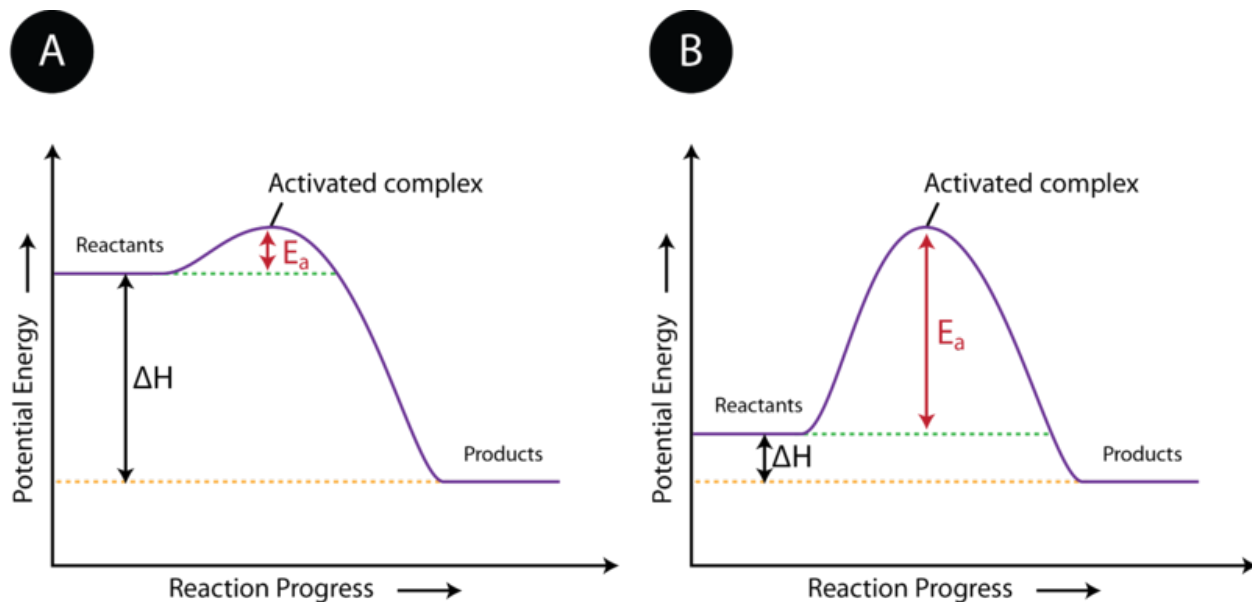 A
Activated complex
Reactants
Eₐ
ΔH
Products
Potential Energy
Reaction Progress
B
Activated complex
Eₐ
Reactants
ΔH
Products
Potential Energy
Reaction Progress